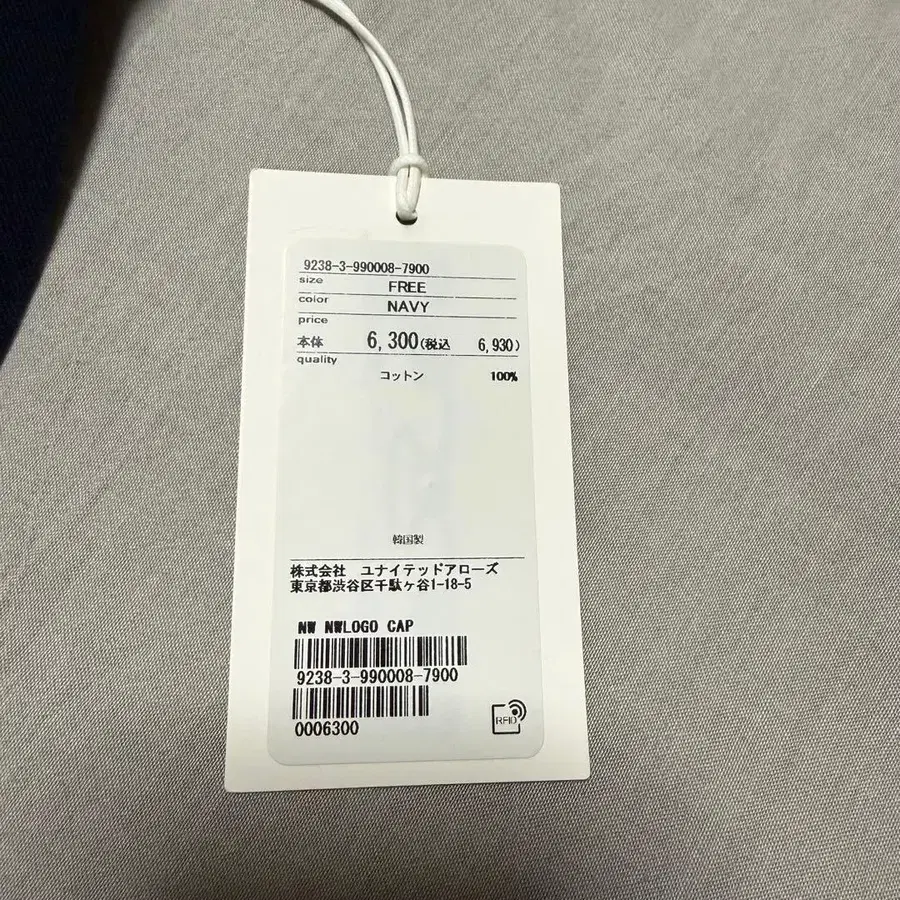 9238-3-990008-7900
size FREE
color NAVY
price
本体 6,300(税込 6,930)
quality
コットン 100%
韓国製
株式会社 ユナイテッドアローズ
東京都渋谷区千駄ヶ谷1-18-5
NW NWLOGO CAP
9238-3-990008-7900
0006300
RFID